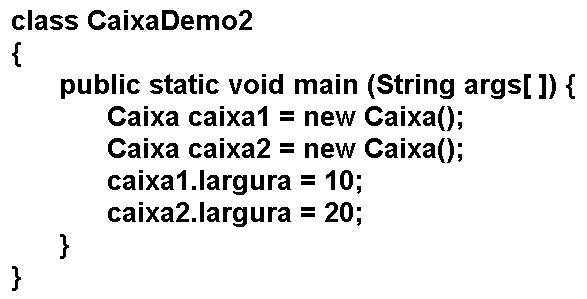 class CaixaDemo2
{
public static void main (String args[ ]) {
Caixa caixa1 = new Caixa();
Caixa caixa2 = new Caixa();
caixa1.largura = 10;
caixa2.largura = 20;
}
}